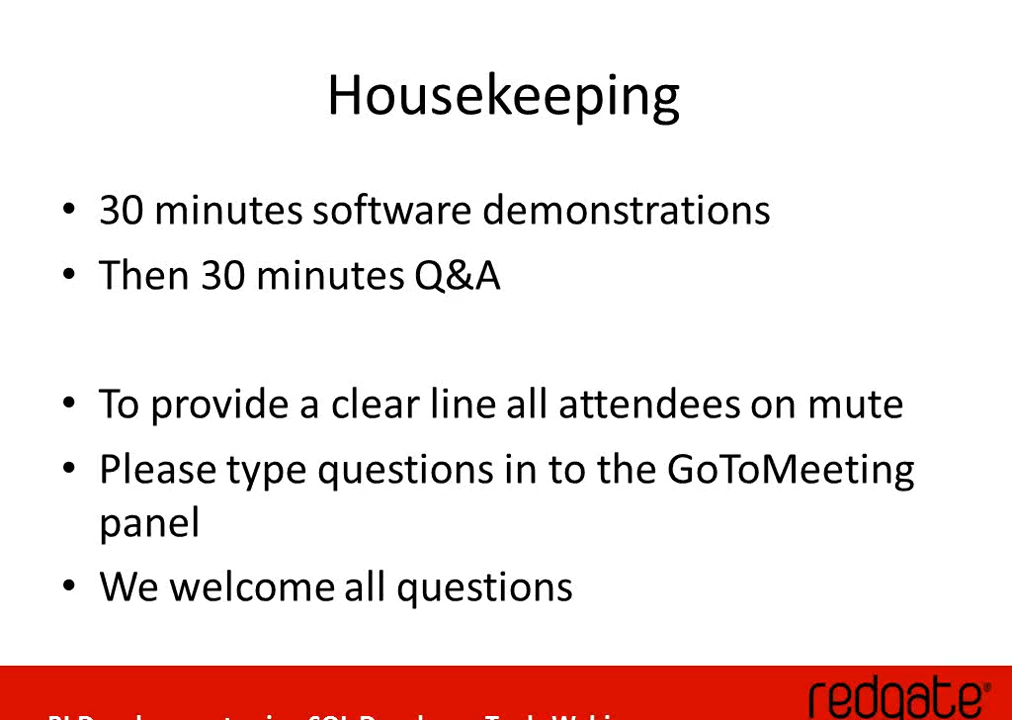 Housekeeping
• 30 minutes software demonstrations
• Then 30 minutes Q&A
• To provide a clear line all attendees on mute
• Please type questions in to the GoToMeeting
panel
• We welcome all questions
redgate®